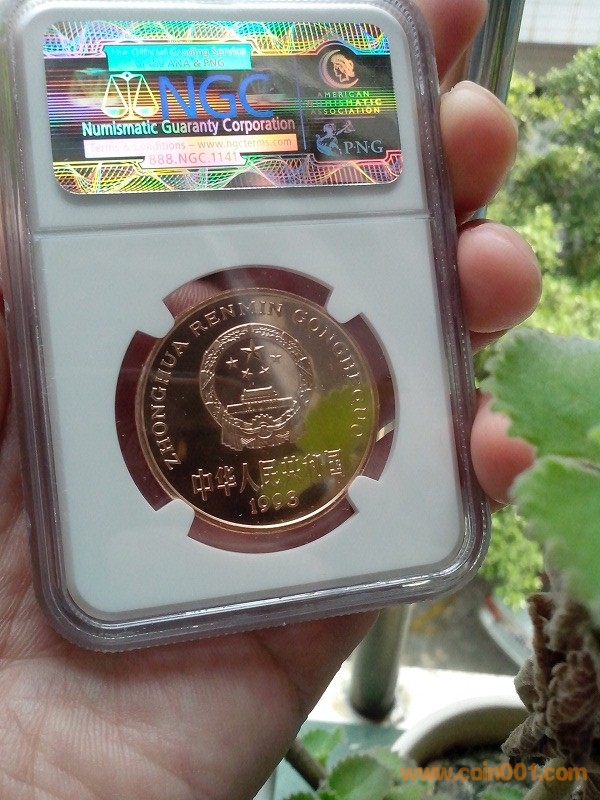 The Official Grading Service
of the ANA & PNG
NGC
Numismatic Guaranty Corporation
Terms & Conditions – www.ngcterms.com
888.NGC.1141
AMERICAN
NUMISMATIC
ASSOCIATION
PNG
ZHONGHUA RENMIN GONGHEGUO
中华人民共和国
1998
www.coin001.com